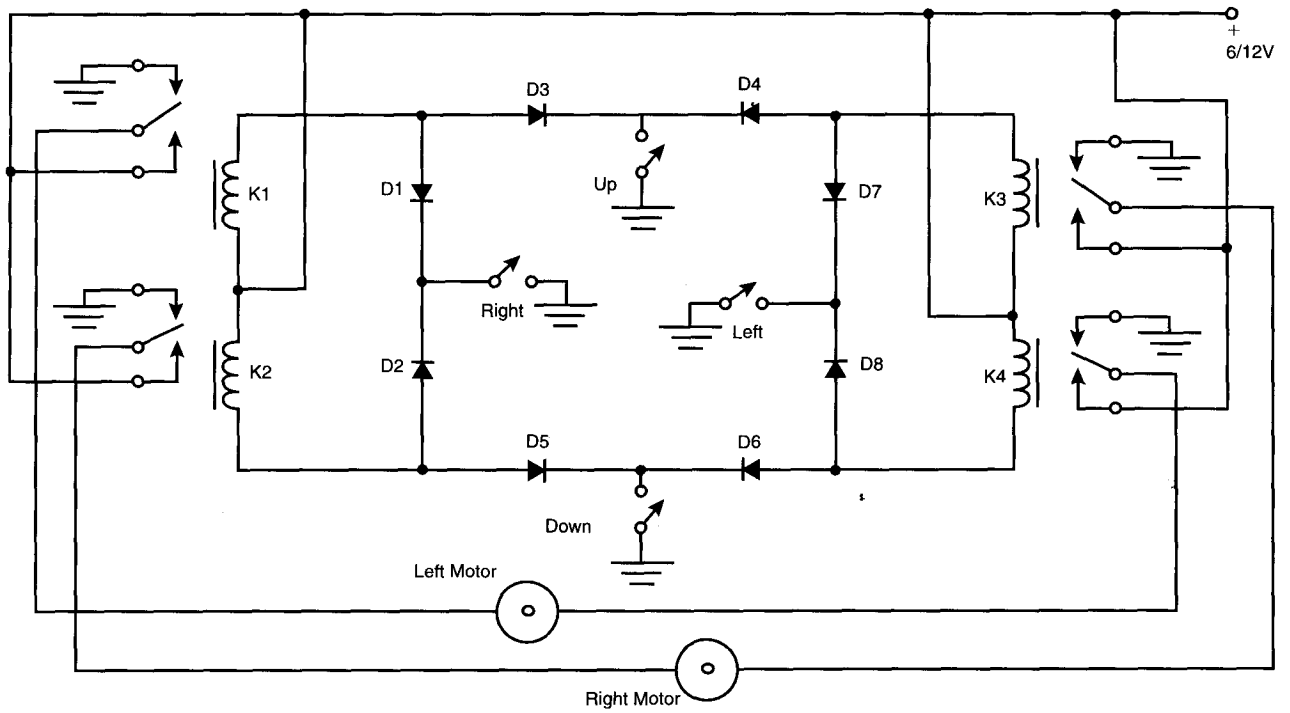 +
6/12V
D3
D4
K1
D1
Up
D7
K3
Right
Left
K2
D2
D8
K4
D5
D6
Down
Left Motor
Right Motor